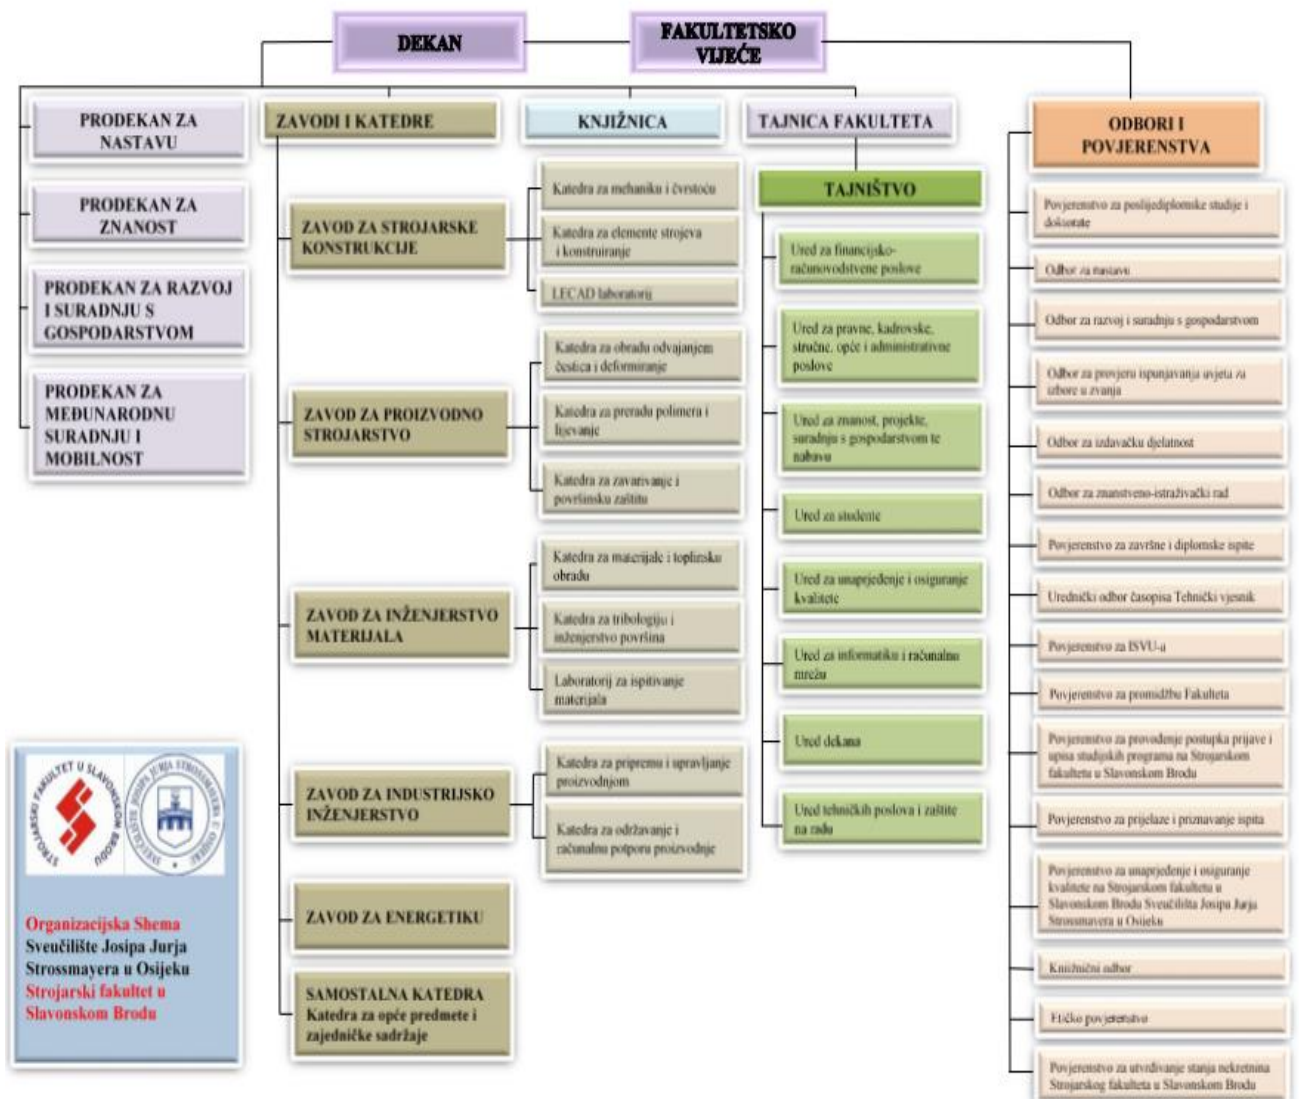 DEKAN
FAKULTETSKO
VIJEĆE
PRODEKAN ZA
NASTAVU
PRODEKAN ZA
ZNANOST
PRODEKAN ZA RAZVOJ
I SURADNJU S
GOSPODARSTVOM
PRODEKAN ZA
MEĐUNARODNU
SURADNJU I
MOBILNOST
ZAVODI I KATEDRE
ZAVOD ZA STROJARSKE
KONSTRUKCIJE
ZAVOD ZA PROIZVODNO
STROJARSTVO
ZAVOD ZA INŽENJERSTVO
MATERIJALA
ZAVOD ZA INDUSTRIJSKO
INŽENJERSTVO
ZAVOD ZA ENERGETIKU
SAMOSTALNA KATEDRA
Katedra za opće predmete i
zajedničke sadržaje
KNJIŽNICA
Katedra za mehaniku i čvrstoću
Katedra za elemente strojeva
i konstruiranje
LECAD laboratorij
Katedra za obradu odvajanjem
čestica i deformiranje
Katedra za preradu polimera i
lijevanje
Katedra za zavarivanje i
površinsku zaštitu
Katedra za materijale i toplinsku
obradu
Katedra za tribologiju i
inženjerstvo površina
Laboratorij za ispitivanje
materijala
Katedra za pripremu i upravljanje
proizvodnjom
Katedra za održavanje i
računalnu potporu proizvodnje
TAJNICA FAKULTETA
TAJNIŠTVO
Ured za financijsko-
računovodstvene poslove
Ured za pravne, kadrovske,
stručne, opće i administrativne
poslove
Ured za znanost, projekte,
suradnju s gospodarstvom te
nabavu
Ured za studente
Ured za unaprjeđenje i osiguranje
kvalitete
Ured za informatiku i računalnu
mrežu
Ured dekana
Ured tehničkih poslova i zaštite
na radu
ODBORI I
POVJERENSTVA
Povjerenstvo za poslijediplomske studije i
doktorate
Odbor za nastavu
Odbor za razvoj i suradnju s gospodarstvom
Odbor za provjeru ispunjavanja uvjeta za
izbore u zvanja
Odbor za izdavačku djelatnost
Odbor za znanstveno-istraživački rad
Povjerenstvo za završne i diplomske ispite
Urednički odbor časopisa Tehnički vjesnik
Povjerenstvo za ISVU-a
Povjerenstvo za promidžbu Fakulteta
Povjerenstvo za provođenje postupka prijave i
upisa studijskih programa na Strojarskom
fakultetu u Slavonskom Brodu
Povjerenstvo za prijelaze i priznavanje ispita
Povjerenstvo za unaprjeđenje i osiguranje
kvalitete na Strojarskom fakultetu u
Slavonskom Brodu Sveučilišta Josipa Jurja
Strossmayera u Osijeku
Knjižnični odbor
Etičko povjerenstvo
Povjerenstvo za utvrđivanje stanja nekretnina
Strojarskog fakulteta u Slavonskom Brodu
STROJARSKI FAKULTET U SLAVONSKOM BRODU
SVEUČILIŠTE JOSIPA JURJA STROSSMAYERA U OSIJEKU
Organizacijska Shema
Sveučilište Josipa Jurja
Strossmayera u Osijeku
Strojarski fakultet u
Slavonskom Brodu